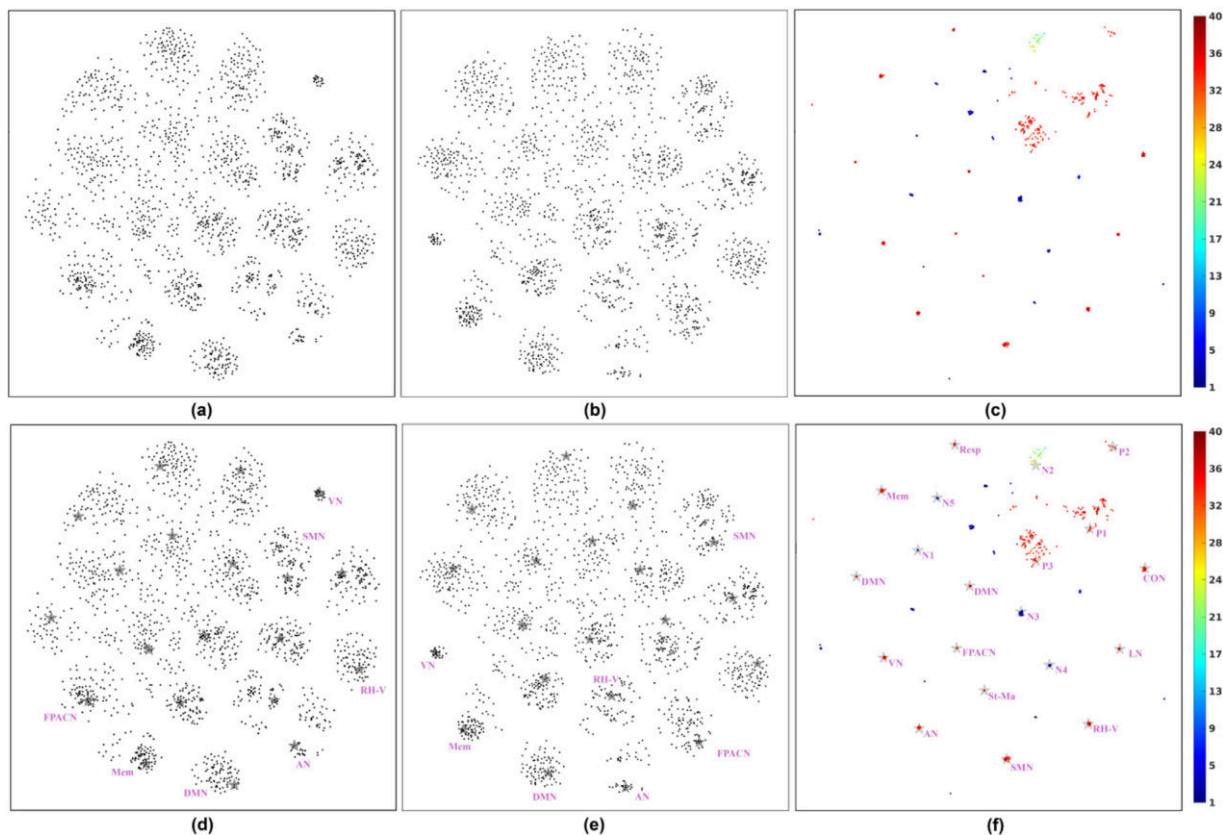 40
36
32
28
24
21
17
13
9
5
1
(a)
(b)
(c)
VN
SMN
RH-V
FPACN
Mem
AN
DMN
SMN
VN
RH-V
Mem
FPACN
DMN
AN
Resp
P2
N2
Mem
N5
P1
N1
P3
DMN
DMN
CON
N3
VN
FPACN
LN
N4
St-Ma
AN
RH-V
SMN
40
36
32
28
24
21
17
13
9
5
1
(d)
(e)
(f)